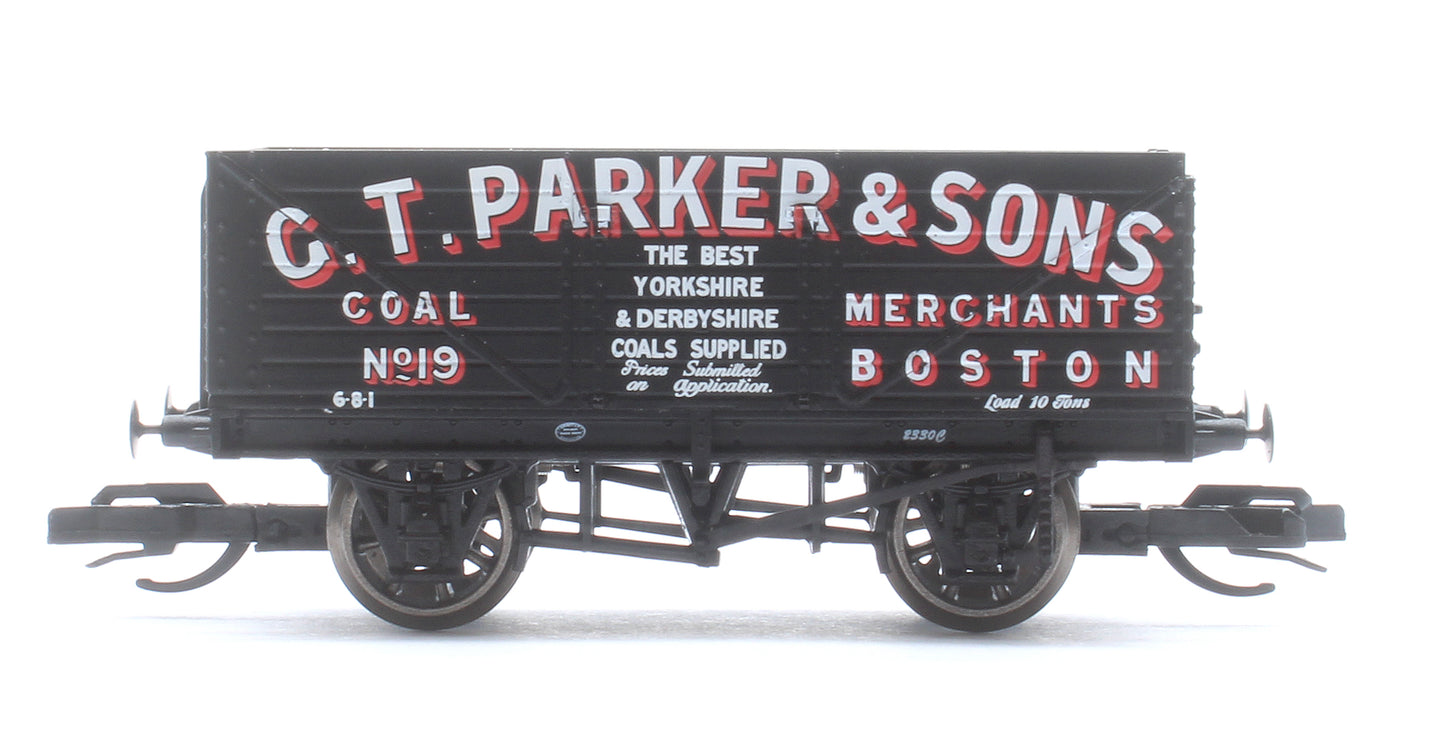 G. T. PARKER & SONS
COAL MERCHANTS
No 19 BOSTON
THE BEST
YORKSHIRE
& DERBYSHIRE
COALS SUPPLIED
Prices Submitted
on application.
6-8-1
Load 10 Tons
2330C